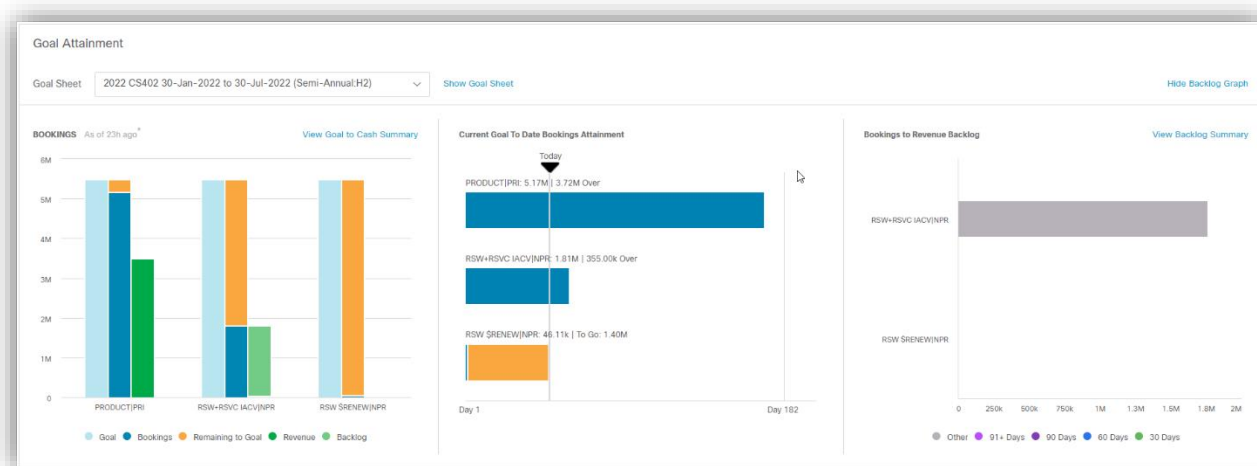 Goal Attainment
Goal Sheet 2022 CS402 30-Jan-2022 to 30-Jul-2022 (Semi-Annual:H2) Show Goal Sheet Hide Backlog Graph
BOOKINGS As of 23h ago* View Goal to Cash Summary
6M
5M
4M
3M
2M
1M
0
PRODUCT|PRI RSW+RSVC IACV|NPR RSW $RENEW|NPR
Goal Bookings Remaining to Goal Revenue Backlog
Current Goal To Date Bookings Attainment
Today
PRODUCT|PRI: 5.17M | 3.72M Over
RSW+RSVC IACV|NPR: 1.81M | 355.00k Over
RSW $RENEW|NPR: 46.11k | To Go: 1.40M
Day 1 Day 182
Bookings to Revenue Backlog View Backlog Summary
RSW+RSVC IACV|NPR
RSW $RENEW|NPR
0 250k 500k 750k 1M 1.3M 1.5M 1.8M 2M
Other 91+ Days 90 Days 60 Days 30 Days